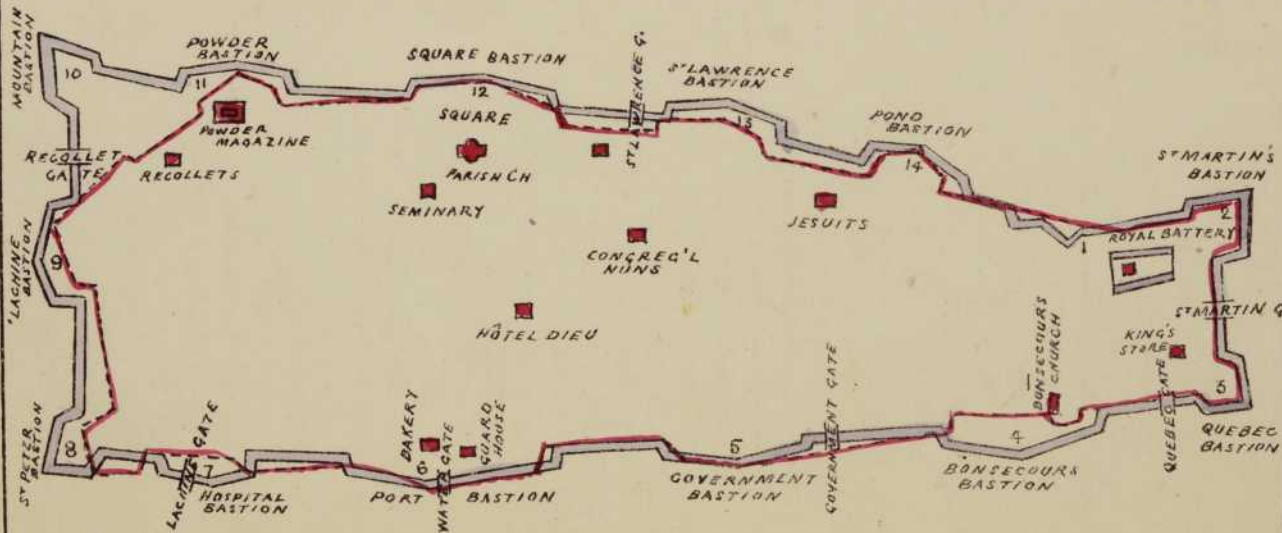 MOUNTAIN
BASTION
10
POWDER
BASTION
11
POWDER
MAGAZINE
RECOLLET
GATE
RECOLLETS
SQUARE BASTION
12
SQUARE
PARISH CH
SEMINARY
ST LAWRENCE G.
ST LAWRENCE
BASTION
13
CONGREG'L
NUNS
HÔTEL DIEU
POND
BASTION
14
JESUITS
ST MARTIN'S
BASTION
2
1
ROYAL BATTERY
ST MARTIN G
KING'S
STORE
3
QUEBEC
BASTION
QUEBEC GATE
BONSECOURS
CHURCH
4
BONSECOURS
BASTION
GOVERNMENT GATE
5
GOVERNMENT
BASTION
BAKERY
GUARD
HOUSE
6
WATER GATE
PORT BASTION
LACHINE GATE
7
HOSPITAL
BASTION
8
ST PETER
BASTION
9
LACHINE
BASTION